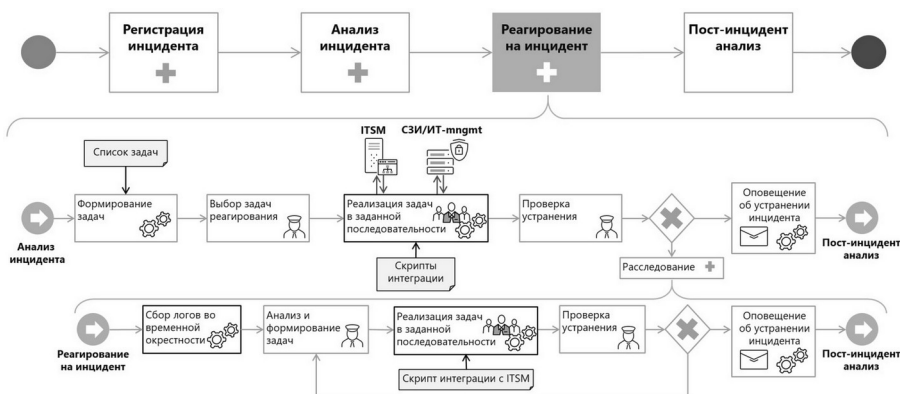 Регистрация
инцидента
Анализ
инцидента
Реагирование
на инцидент
Пост-инцидент
анализ
ITSM
СЗИ/ИТ-mngmt
Список задач
Формирование
задач
Выбор задач
реагирования
Реализация задач
в заданной
последовательности
Проверка
устранения
Оповещение
об устранении
инцидента
Анализ
инцидента
Пост-инцидент
анализ
Скрипты
интеграции
Расследование
Сбор логов во
временной
окрестности
Анализ и
формирование
задач
Реализация задач
в заданной
последовательности
Проверка
устранения
Оповещение
об устранении
инцидента
Реагирование
на инцидент
Пост-инцидент
анализ
Скрипт интеграции с ITSM